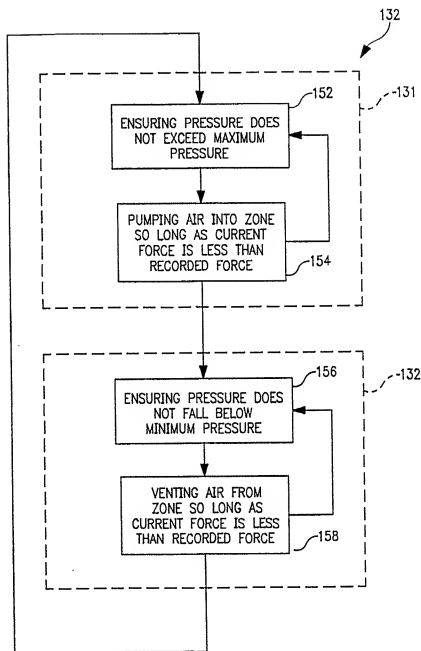 132
131
152
ENSURING PRESSURE DOES
NOT EXCEED MAXIMUM
PRESSURE
PUMPING AIR INTO ZONE
SO LONG AS CURRENT
FORCE IS LESS THAN
RECORDED FORCE
154
132
156
ENSURING PRESSURE DOES
NOT FALL BELOW
MINIMUM PRESSURE
VENTING AIR FROM
ZONE SO LONG AS
CURRENT FORCE IS LESS
THAN RECORDED FORCE
158